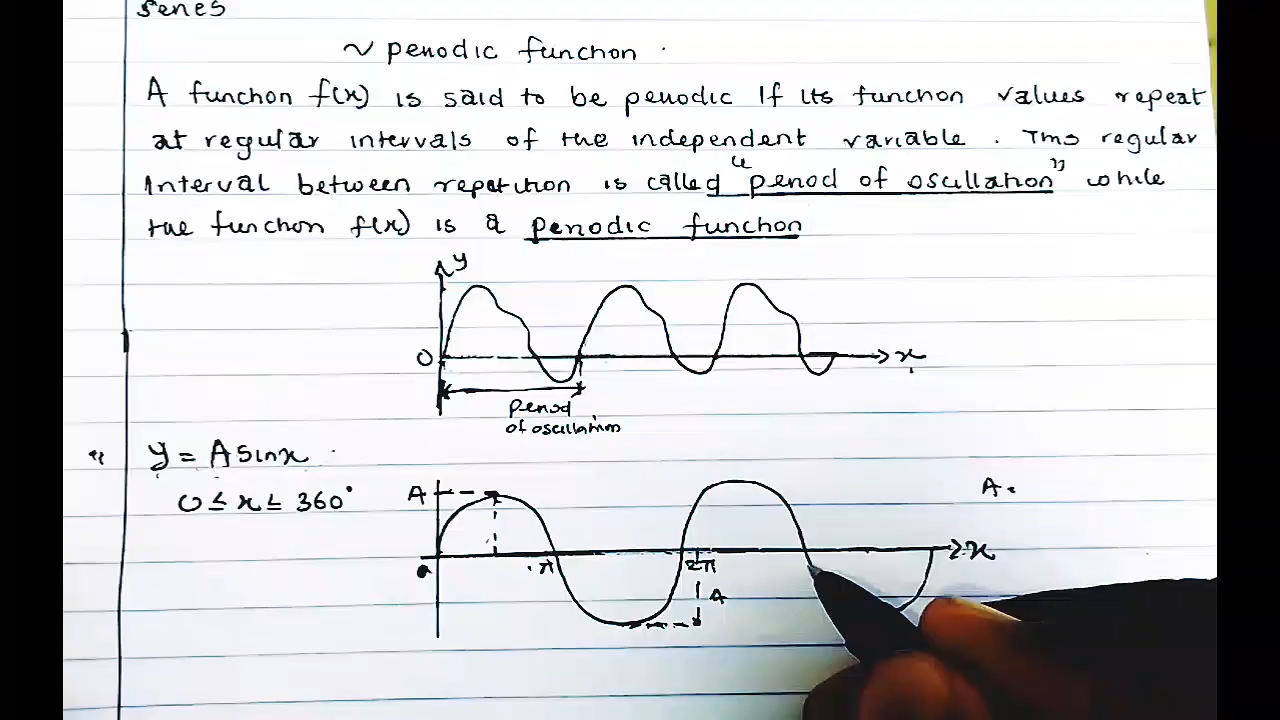 series
~ periodic function
A function f(x) is said to be periodic if its function values repeat
at regular intervals of the independent variable. This regular
Interval between repetition is called "period of oscillation" while
the function f(x) is a periodic function
y
0
x
period
of oscillation
" y = A sinx
0 ≤ x ≤ 360°
A
A =
x
π
2π
A